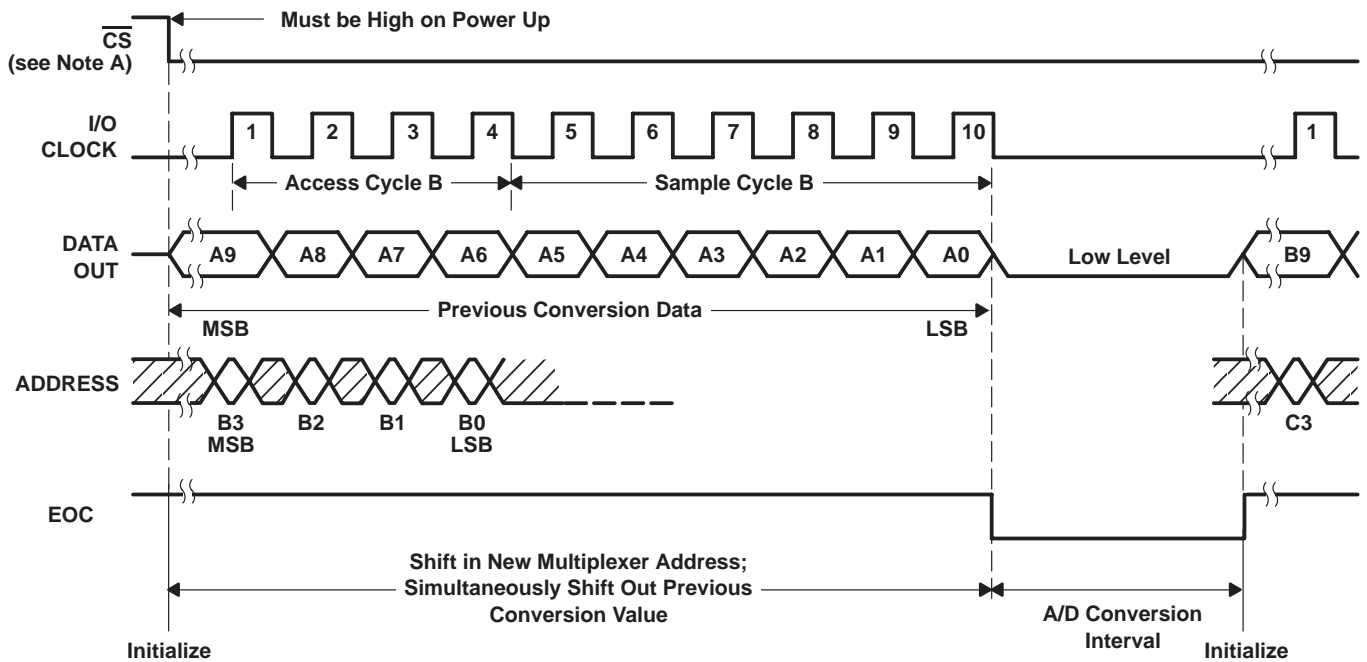 Must be High on Power Up
CS
(see Note A)
I/O
CLOCK
1 2 3 4 5 6 7 8 9 10 1
Access Cycle B Sample Cycle B
DATA
OUT
A9 A8 A7 A6 A5 A4 A3 A2 A1 A0 Low Level B9
Previous Conversion Data
MSB LSB
ADDRESS
B3 B2 B1 B0 C3
MSB LSB
EOC
Shift in New Multiplexer Address;
Simultaneously Shift Out Previous
Conversion Value
A/D Conversion
Interval
Initialize Initialize